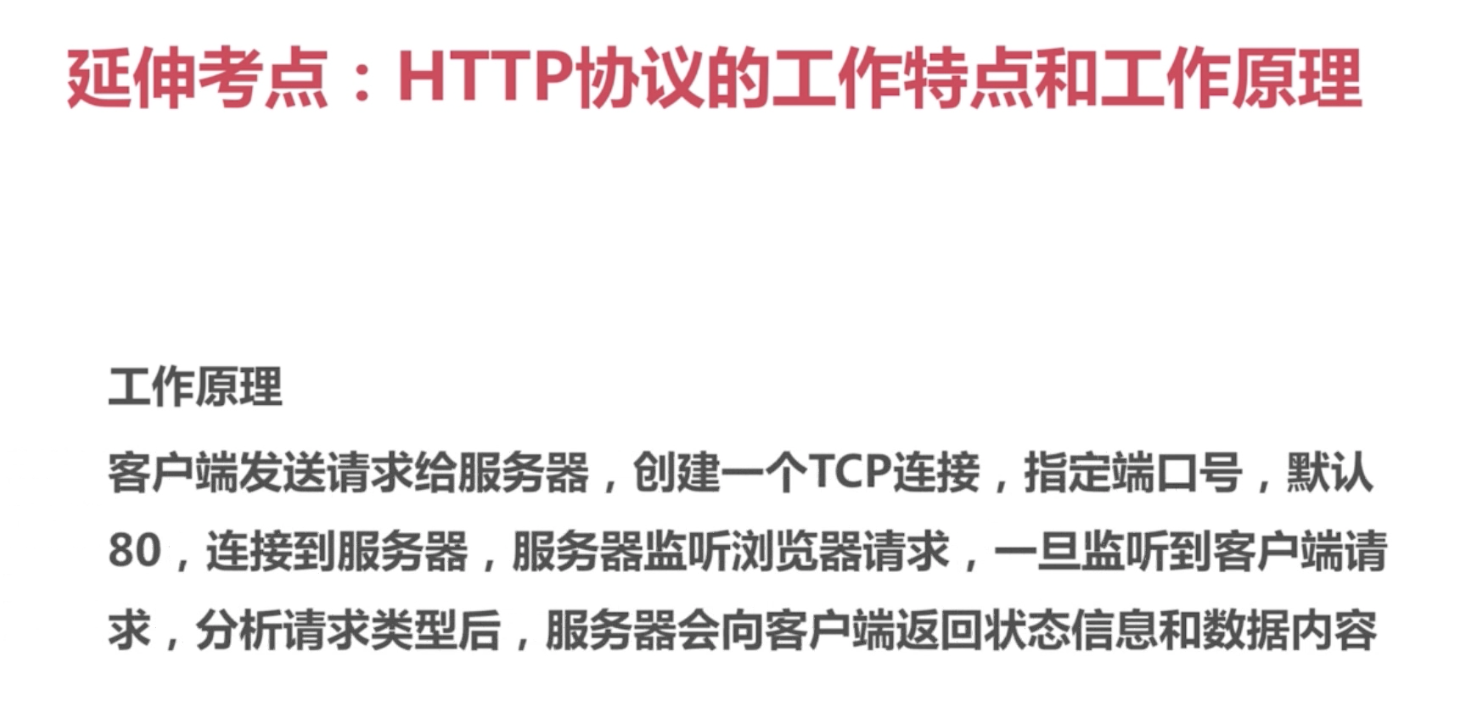 延伸考点：HTTP协议的工作特点和工作原理
工作原理
客户端发送请求给服务器，创建一个TCP连接，指定端口号，默认
80，连接到服务器，服务器监听浏览器请求，一旦监听到客户端请
求，分析请求类型后，服务器会向客户端返回状态信息和数据内容